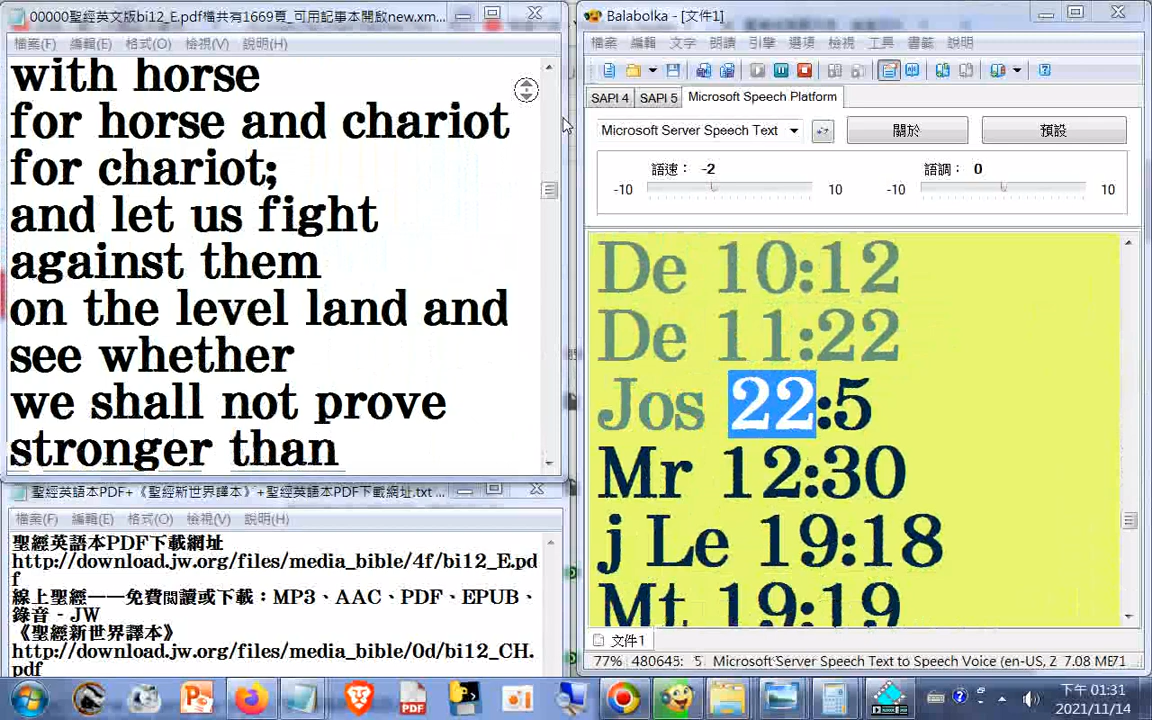 00000聖經英文版bi12_E.pdf檔共有1669頁_可用記事本開啟new.xm...
檔案(F) 編輯(E) 格式(O) 檢視(V) 說明(H)
with horse
for horse and chariot
for chariot;
and let us fight
against them
on the level land and
see whether
we shall not prove
stronger than
聖經英語本PDF+《聖經新世界譯本》+聖經英語本PDF下載網址.txt ...
檔案(F) 編輯(E) 格式(O) 檢視(V) 說明(H)
聖經英語本PDF下載網址
http://download.jw.org/files/media_bible/4f/bi12_E.pd
f
線上聖經——免費閱讀或下載：MP3、AAC、PDF、EPUB、
錄音 - JW
《聖經新世界譯本》
http://download.jw.org/files/media_bible/0d/bi12_CH.
pdf
Balabolka - [文件1]
檔案 編輯 文字 朗讀 引擎 選項 檢視 工具 書籤 說明
SAPI 4 SAPI 5 Microsoft Speech Platform
Microsoft Server Speech Text 關於 預設
語速： -2 語調： 0
-10 10 -10 10
De 10:12
De 11:22
Jos 22:5
Mr 12:30
j Le 19:18
Mt 19:19
文件1
77% 480645: 5 Microsoft Server Speech Text to Speech Voice (en-US, Z 7.08 МБ71
下午 01:31
2021/11/14